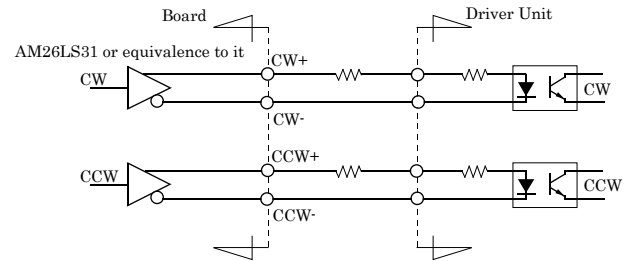 Board
Driver Unit
AM26LS31 or equivalence to it
CW
CW+
CW
CW-
CCW
CCW+
CCW
CCW-